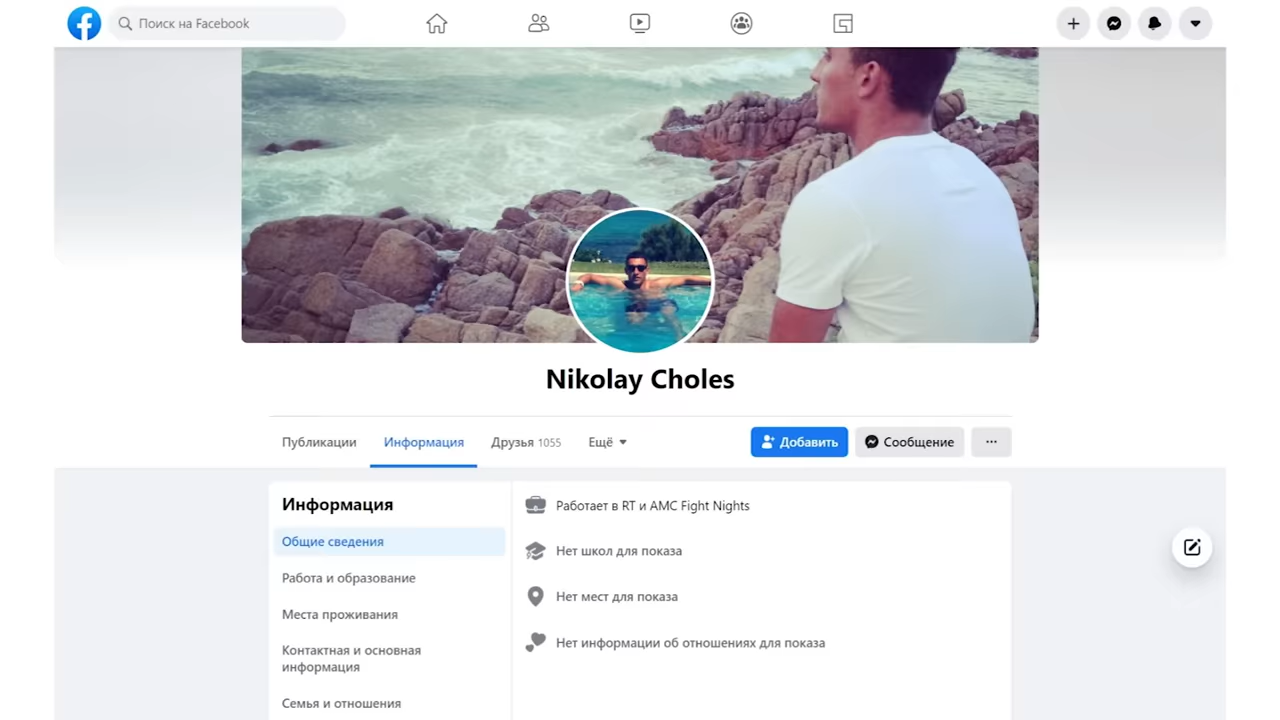 Поиск на Facebook
Nikolay Choles
Публикации Информация Друзья 1055 Ещё
Добавить Сообщение
Информация
Общие сведения
Работа и образование
Места проживания
Контактная и основная
информация
Семья и отношения
Работает в RT и AMC Fight Nights
Нет школ для показа
Нет мест для показа
Нет информации об отношениях для показа